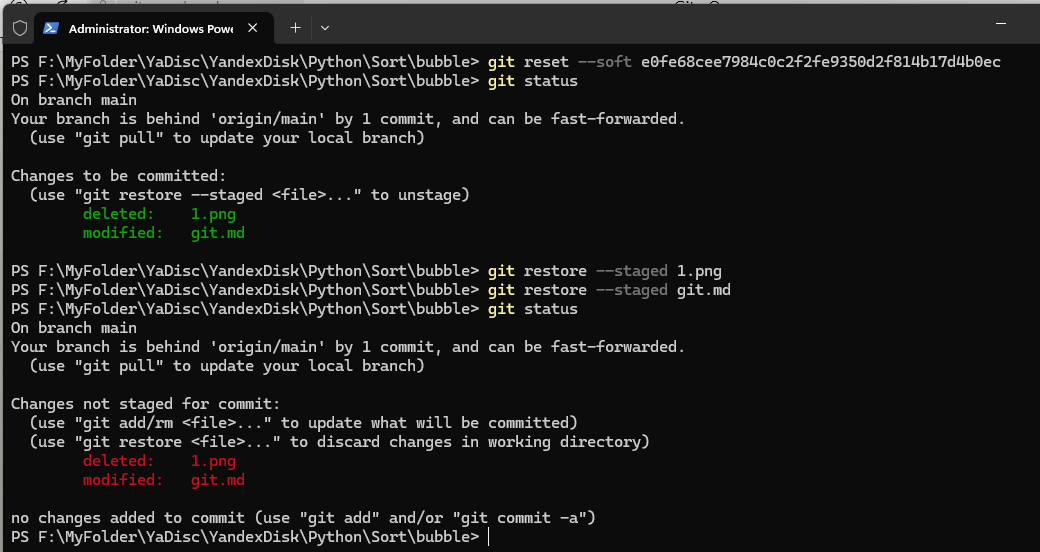 Administrator: Windows Powe
PS F:\MyFolder\YaDisc\YandexDisk\Python\Sort\bubble> git reset --soft e0fe68cee7984c0c2f2fe9350d2f814b17d4b0ec
PS F:\MyFolder\YaDisc\YandexDisk\Python\Sort\bubble> git status
On branch main
Your branch is behind 'origin/main' by 1 commit, and can be fast-forwarded.
  (use "git pull" to update your local branch)

Changes to be committed:
  (use "git restore --staged <file>..." to unstage)
        deleted:    1.png
        modified:   git.md

PS F:\MyFolder\YaDisc\YandexDisk\Python\Sort\bubble> git restore --staged 1.png
PS F:\MyFolder\YaDisc\YandexDisk\Python\Sort\bubble> git restore --staged git.md
PS F:\MyFolder\YaDisc\YandexDisk\Python\Sort\bubble> git status
On branch main
Your branch is behind 'origin/main' by 1 commit, and can be fast-forwarded.
  (use "git pull" to update your local branch)

Changes not staged for commit:
  (use "git add/rm <file>..." to update what will be committed)
  (use "git restore <file>..." to discard changes in working directory)
        deleted:    1.png
        modified:   git.md

no changes added to commit (use "git add" and/or "git commit -a")
PS F:\MyFolder\YaDisc\YandexDisk\Python\Sort\bubble>